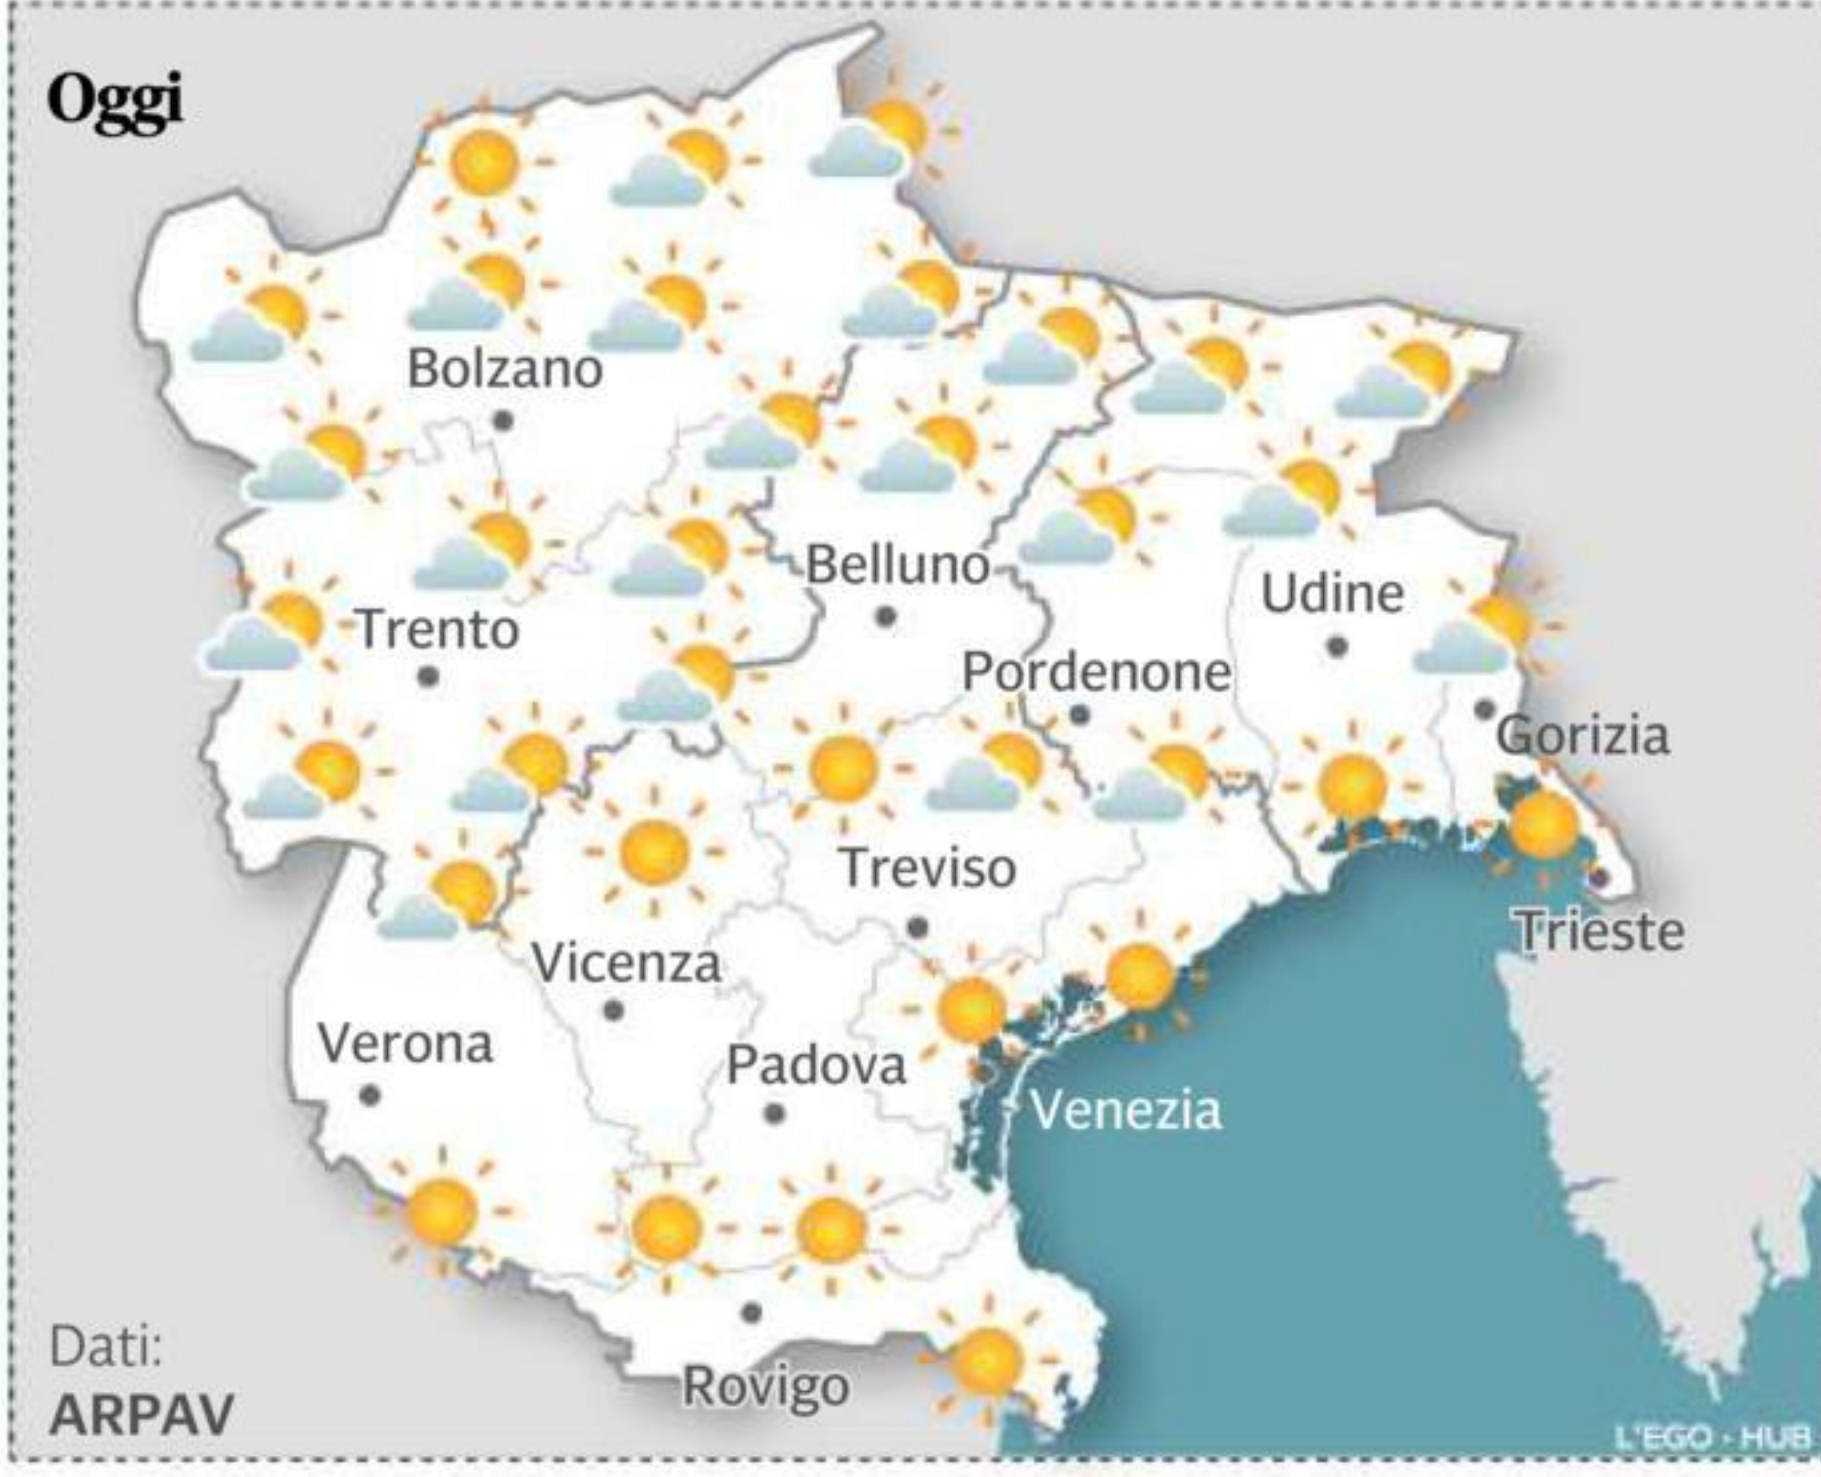 Oggi
Bolzano
Belluno
Udine
Trento
Pordenone
Gorizia
Treviso
Trieste
Vicenza
Verona
Padova
Venezia
Dati:
ARPAV
Rovigo
L'EGO - HUB